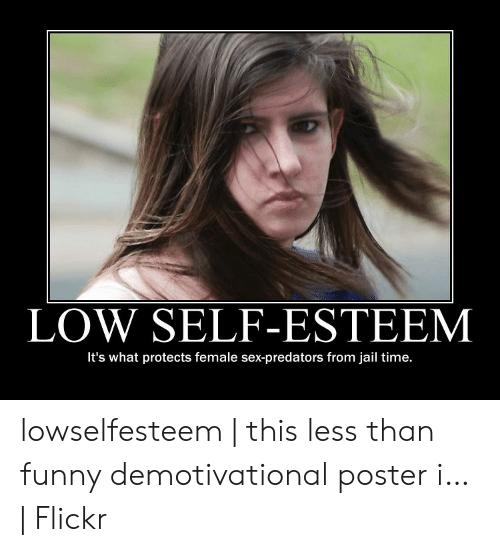 LOW SELF-ESTEEM
It's what protects female sex-predators from jail time.
lowselfesteem | this less than
funny demotivational poster i...
| Flickr